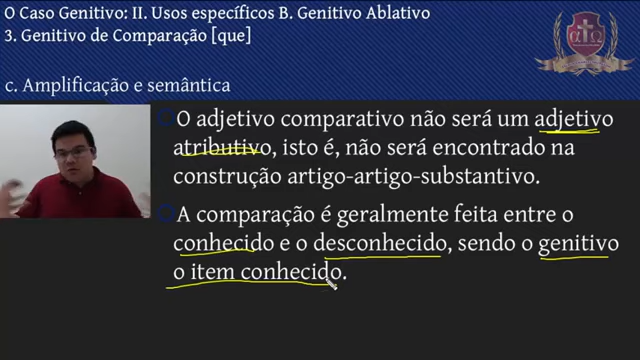 O Caso Genitivo: II. Usos específicos B. Genitivo Ablativo
3. Genitivo de Comparação [que]
c. Amplificação e semântica
O adjetivo comparativo não será um adjetivo
atributivo, isto é, não será encontrado na
construção artigo-artigo-substantivo.
A comparação é geralmente feita entre o
conhecido e o desconhecido, sendo o genitivo
o item conhecido.